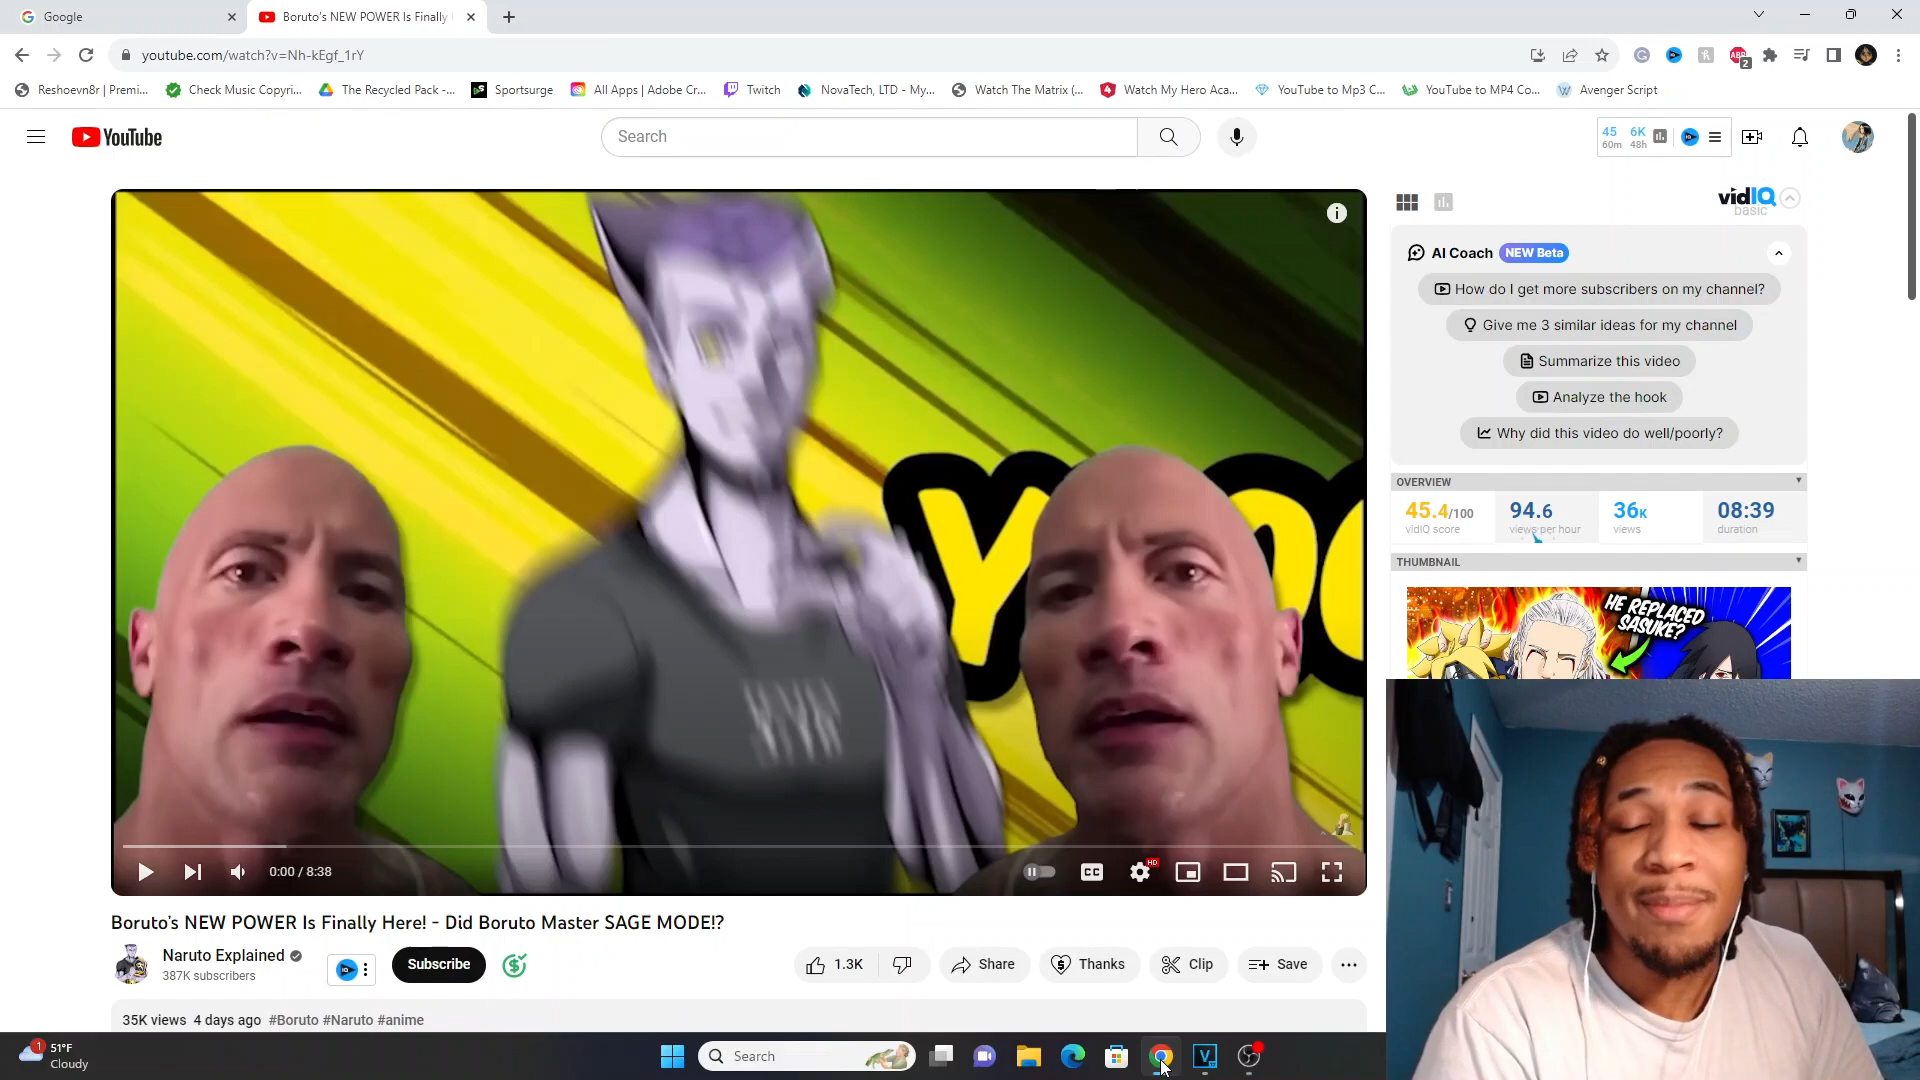 Google
Boruto's NEW POWER Is Finally
youtube.com/watch?v=Nh-kEgf_1rY
ABP
2
Reshoevn8r | Premi...
Check Music Copyri...
The Recycled Pack -...
Sportsurge
All Apps | Adobe Cr...
Twitch
NovaTech, LTD - My...
Watch The Matrix (...
Watch My Hero Aca...
YouTube to Mp3 C...
YouTube to MP4 Co...
Avenger Script
YouTube
Search
45
60m
6K
48h
vidIQ
basic
AI Coach NEW Beta
How do I get more subscribers on my channel?
Give me 3 similar ideas for my channel
Summarize this video
Analyze the hook
Why did this video do well/poorly?
OVERVIEW
45.4/100
vidIQ score
94.6
views per hour
36K
views
08:39
duration
THUMBNAIL
HE REPLACED
SASUKE?
0:00 / 8:38
CC
HD
Boruto's NEW POWER Is Finally Here! - Did Boruto Master SAGE MODE!?
Naruto Explained
387K subscribers
Subscribe
1.3K
Share
Thanks
Clip
Save
35K views 4 days ago #Boruto #Naruto #anime
1
51°F
Cloudy
Search